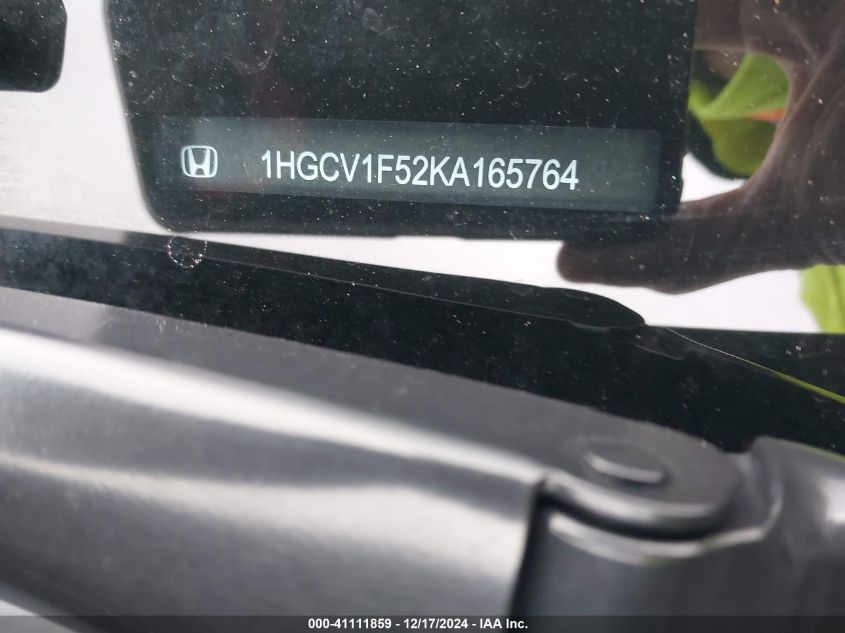 1HGCV1F52KA165764
000-41111859 - 12/17/2024 - IAA Inc.